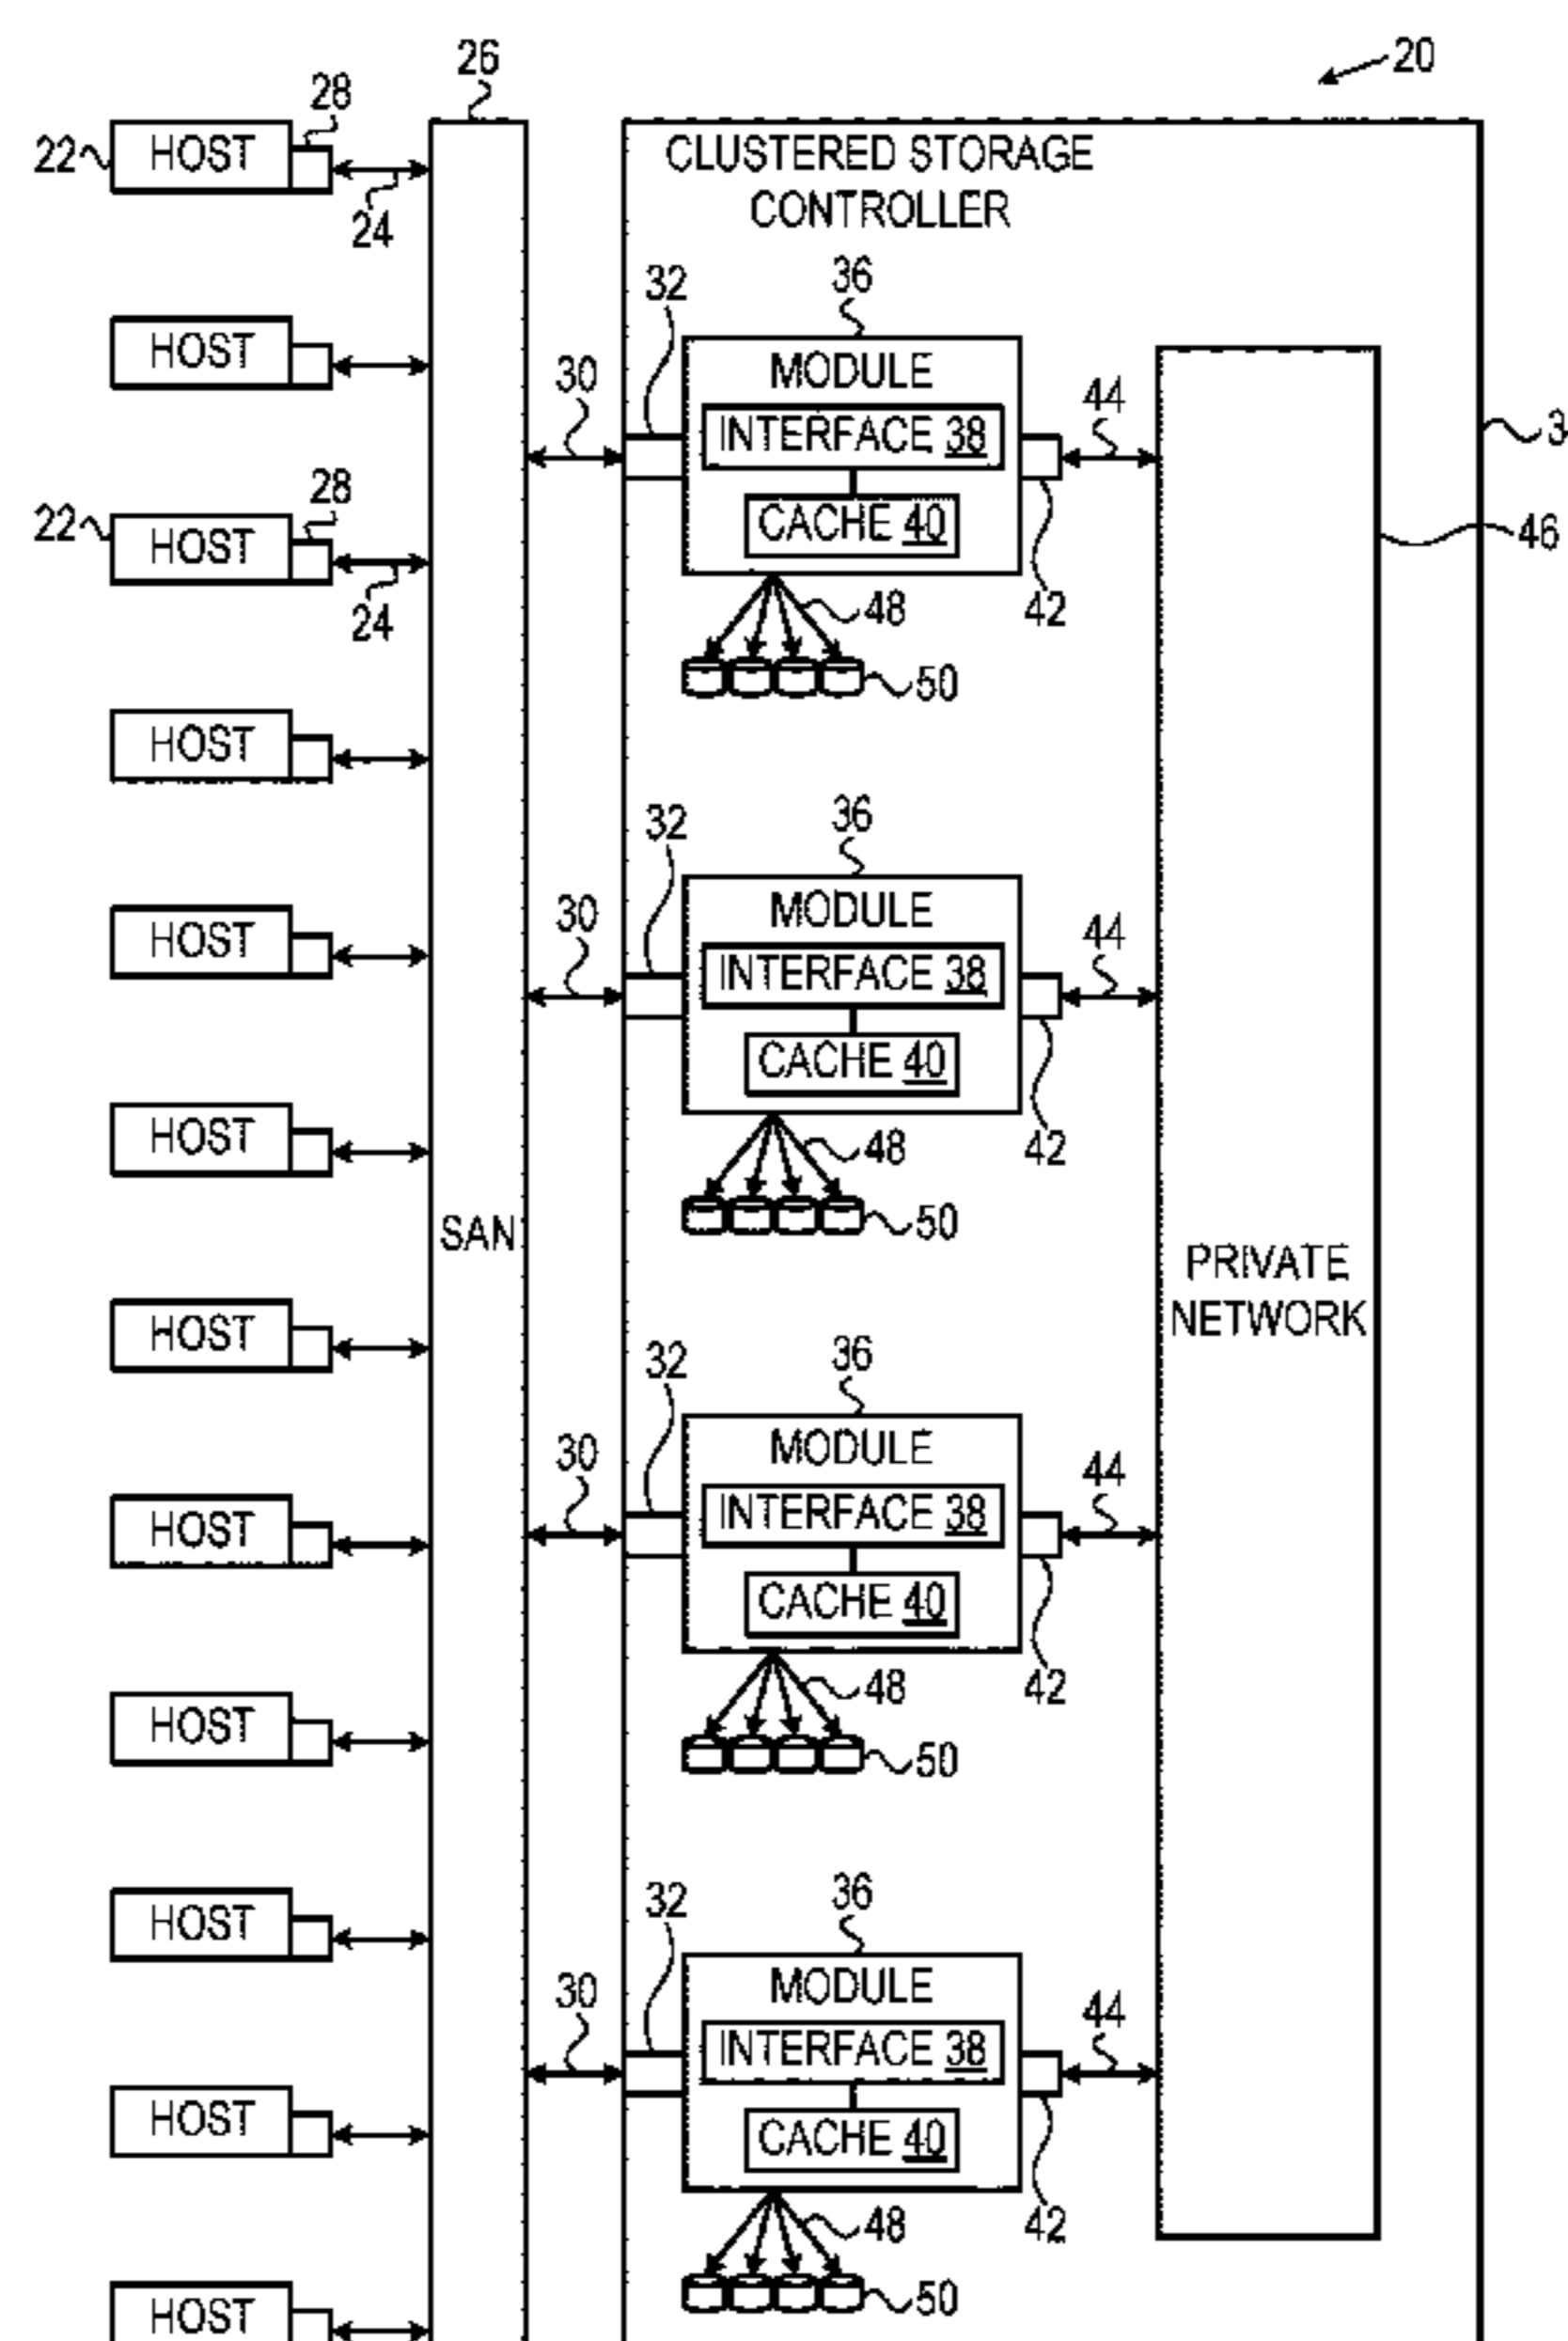 20
26
28
22 HOST
24
CLUSTERED STORAGE
CONTROLLER
HOST
28
22 HOST
24
HOST
HOST
HOST
HOST
HOST
HOST
HOST
HOST
HOST
SAN
36
32
30
MODULE
INTERFACE 38
CACHE 40
44
42
48
50
36
32
30
MODULE
INTERFACE 38
CACHE 40
44
42
48
50
36
32
30
MODULE
INTERFACE 38
CACHE 40
44
42
48
50
36
32
30
MODULE
INTERFACE 38
CACHE 40
44
42
48
50
PRIVATE
NETWORK
46